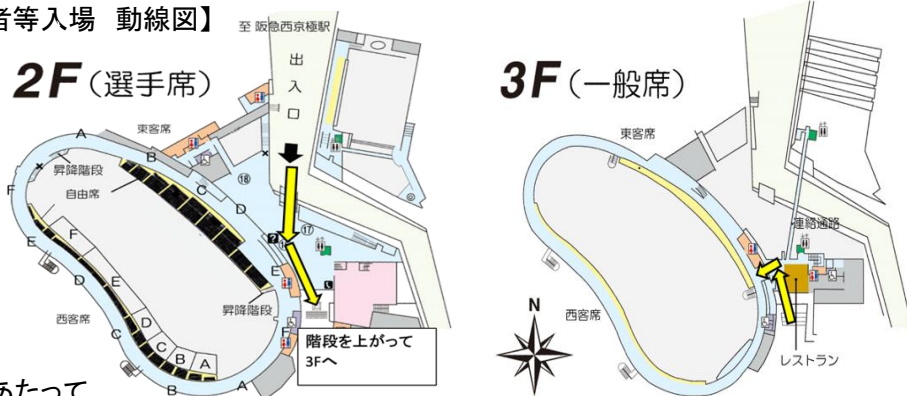 者等入場 動線図】
至 阪急西京極駅
2F(選手席)
出入口
東客席
A
B
C
D
E
F
昇降階段
自由席
⑱
⑰
?
F
E
D
C
B
A
F
E
D
C
B
A
西客席
昇降階段
階段を上がって
3Fへ
3F(一般席)
東客席
連絡通路
西客席
N
レストラン
あたって